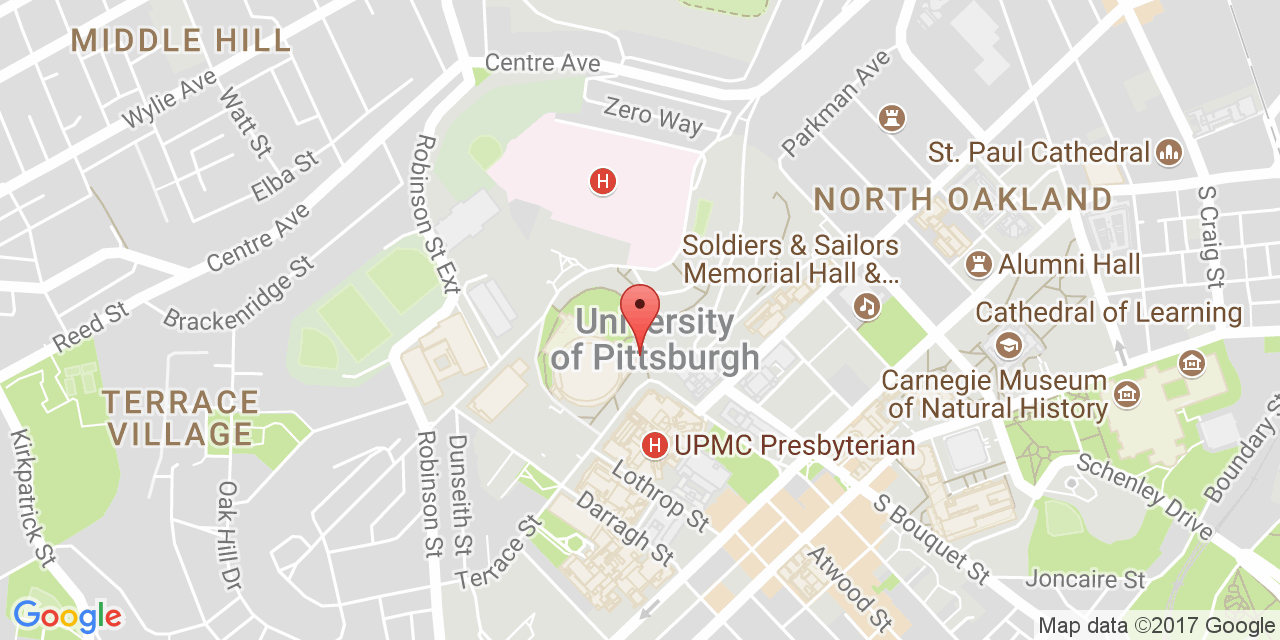 MIDDLE HILL
Centre Ave
Wylie Ave
Watt St
Zero Way
Parkman Ave
St. Paul Cathedral
Elba St
Robinson St Ext
H
NORTH OAKLAND
S Craig St
Centre Ave
Soldiers & Sailors
Memorial Hall &...
Alumni Hall
Brackenridge St
Reed St
Cathedral of Learning
University
of Pittsburgh
Carnegie Museum
of Natural History
TERRACE
VILLAGE
H
UPMC Presbyterian
Boundary St
Kirkpatrick St
Oak Hill Dr
Robinson St
Dunseith St
Terrace St
Lothrop St
Darragh St
Schenley Drive
S Bouquet St
Atwood St
Joncaire St
Google
Map data ©2017 Google